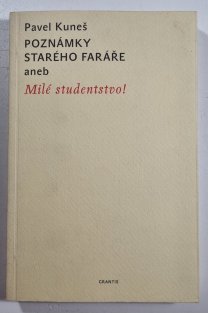 Pavel Kuneš
POZNÁMKY
STARÉHO FARÁŘE
aneb
Milé studentstvo!
GRANTIS